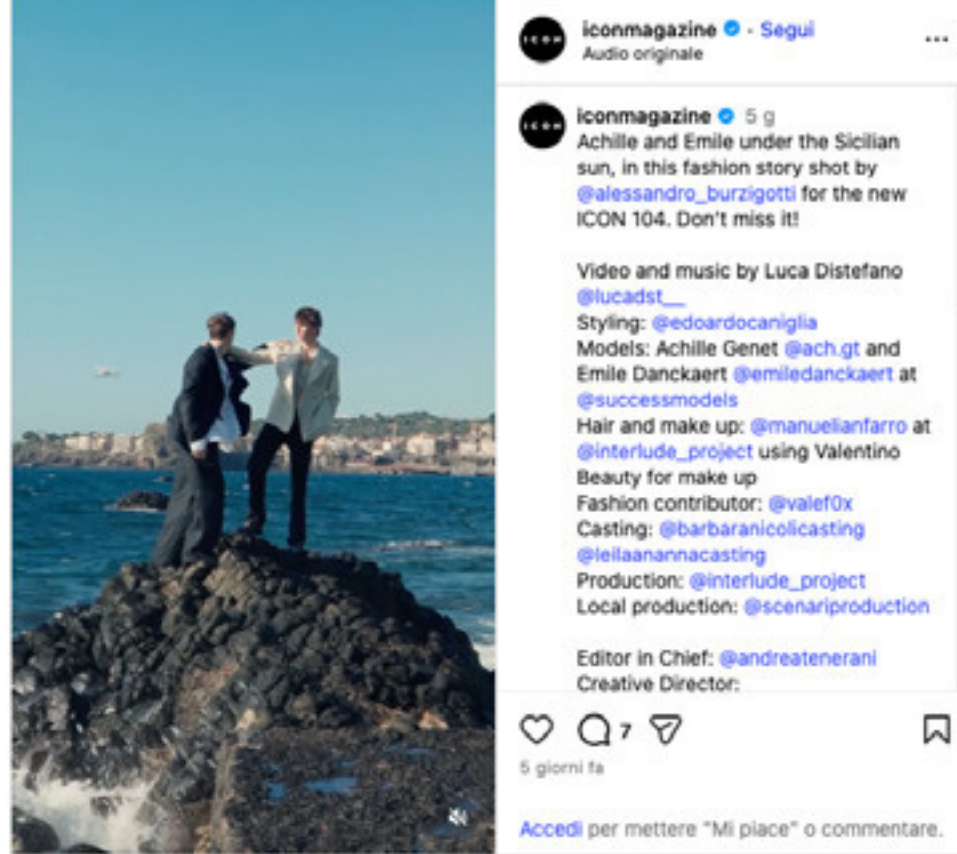 iconmagazine · Segui
Audio originale
ICON
iconmagazine 5 g
ICON
Achille and Emile under the Sicilian
sun, in this fashion story shot by
@alessandro_burzigotti for the new
ICON 104. Don't miss it!
Video and music by Luca Distefano
@lucadst__
Styling: @edoardocaniglia
Models: Achille Genet @ach.gt and
Emile Danckaert @emiledanckaert at
@successmodels
Hair and make up: @manuelianfarro at
@interlude_project using Valentino
Beauty for make up
Fashion contributor: @valef0x
Casting: @barbaranicolicasting
@leilaanannacasting
Production: @interlude_project
Local production: @scenariproduction
Editor in Chief: @andreatenerani
Creative Director:
7
5 giorni fa
Accedi per mettere "Mi piace" o commentare.